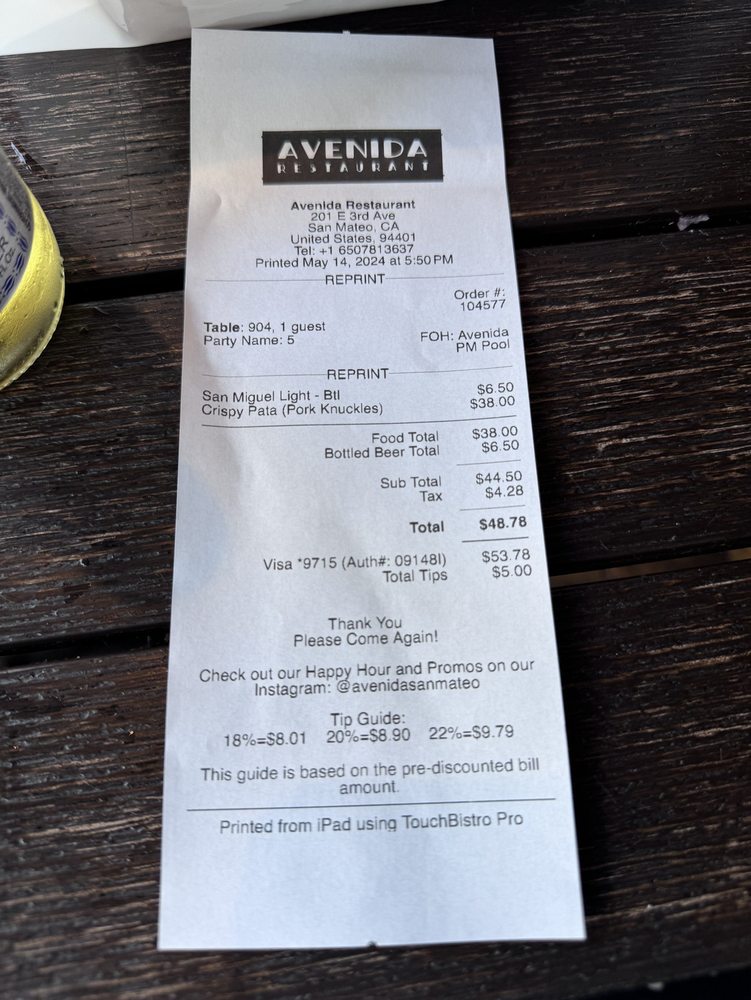 AVENIDA
RESTAURANT
Avenida Restaurant
201 E 3rd Ave
San Mateo, CA
United States, 94401
Tel: +1 6507813637
Printed May 14, 2024 at 5:50 PM
REPRINT
Order #:
104577
Table: 904, 1 guest
Party Name: 5
FOH: Avenida
PM Pool
REPRINT
San Miguel Light - Btl $6.50
Crispy Pata (Pork Knuckles) $38.00
Food Total $38.00
Bottled Beer Total $6.50
Sub Total $44.50
Tax $4.28
Total $48.78
Visa *9715 (Auth#: 09148I) $53.78
Total Tips $5.00
Thank You
Please Come Again!
Check out our Happy Hour and Promos on our
Instagram: @avenidasanmateo
Tip Guide:
18%=$8.01 20%=$8.90 22%=$9.79
This guide is based on the pre-discounted bill
amount.
Printed from iPad using TouchBistro Pro